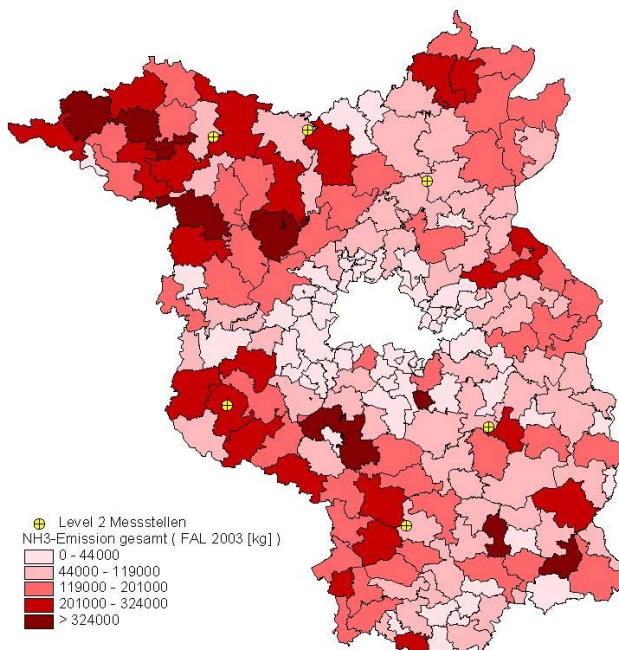 Level 2 Messstellen
NH3-Emission gesamt ( FAL 2003 [kg] )
0 - 44000
44000 - 119000
119000 - 201000
201000 - 324000
> 324000